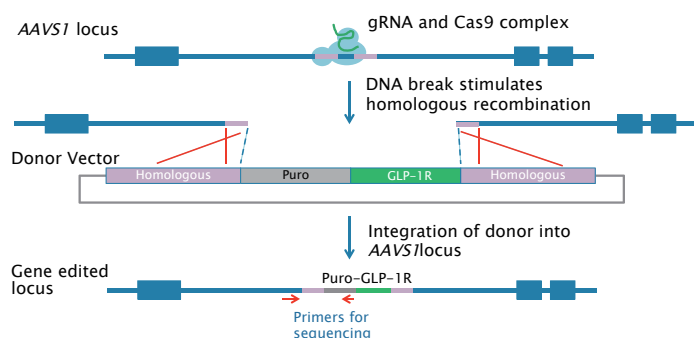 AAVS1 locus
gRNA and Cas9 complex
DNA break stimulates
homologous recombination
Donor Vector
Homologous
Puro
GLP-1R
Homologous
Integration of donor into
AAVS1locus
Gene edited
locus
Puro-GLP-1R
Primers for
sequencing